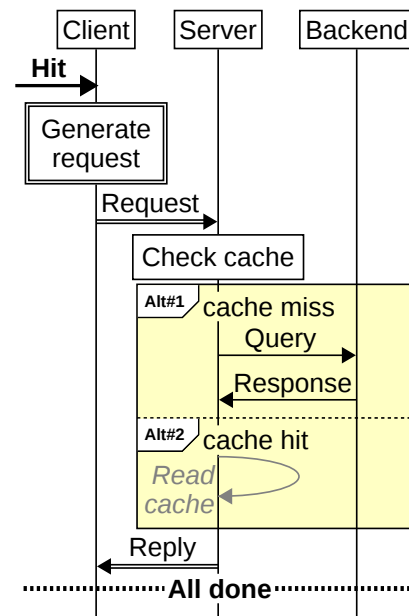 Client Server Backend
Hit
Generate
request
Request
Check cache
Alt#1 cache miss
Query
Response
Alt#2 cache hit
Read
cache
Reply
All done